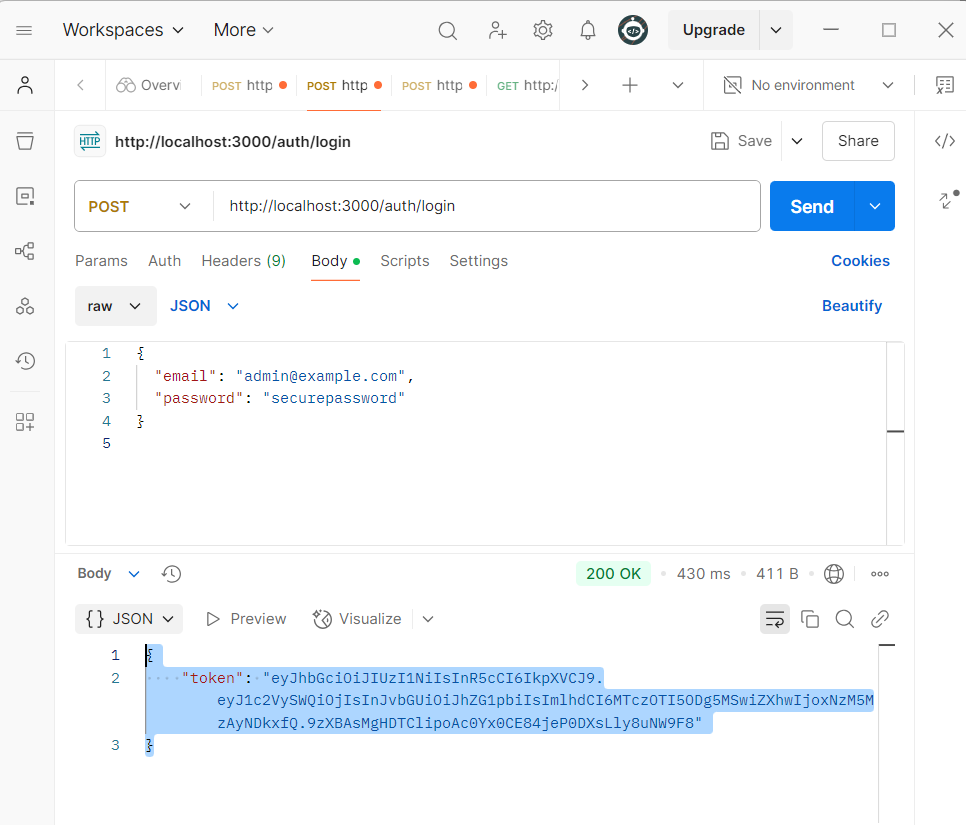 Workspaces More Upgrade
Overvi POST http POST http POST http GET http:/ No environment
HTTP http://localhost:3000/auth/login Save Share
POST http://localhost:3000/auth/login Send
Params Auth Headers (9) Body Scripts Settings Cookies
raw JSON Beautify
1 {
2 "email": "admin@example.com",
3 "password": "securepassword"
4 }
5
Body 200 OK 430 ms 411 B
{} JSON Preview Visualize
1 {
2 "token": "eyJhbGciOiJIUzI1NiIsInR5cCI6IkpXVCJ9.
eyJ1c2VySWQiOjIsInJvbGUiOiJhZG1pbiIsImlhdCI6MTczOTI5ODg5MSwiZXhwIjoxNzM5M
zAyNDkxfQ.9zXBAsMgHDTClipoAc0Yx0CE84jeP0DXsLly8uNW9F8"
3 }